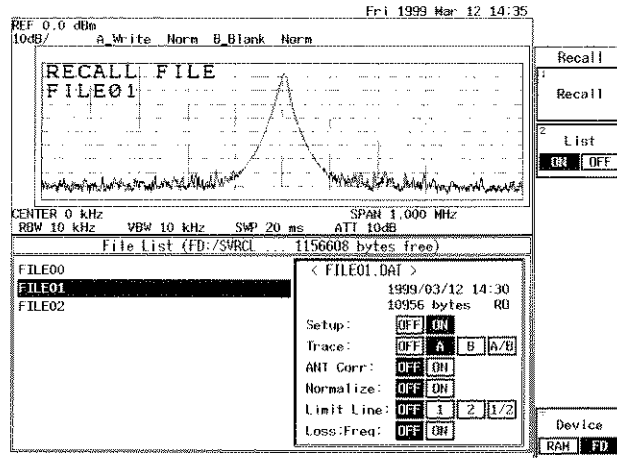 Fri 1999 Mar 12 14:35
REF 0.0 dBm
10dB/ A_Write Norm B_Blank Norm
RECALL FILE
FILE01
Recall
1
Recall
2
List
ON OFF
CENTER 0 kHz SPAN 1.000 MHz
RBW 10 kHz VBW 10 kHz SWP 20 ms ATT 10dB
File List (FD:/SVRCL ... 1156608 bytes free)
FILE00
FILE01
FILE02
< FILE01.DAT >
1999/03/12 14:30
10956 bytes RO
Setup: OFF ON
Trace: OFF A B A/B
ANT Corr: OFF ON
Normalize: OFF ON
Limit Line: OFF 1 2 1/2
Loss:Freq: OFF ON
7
Device
RAM FD